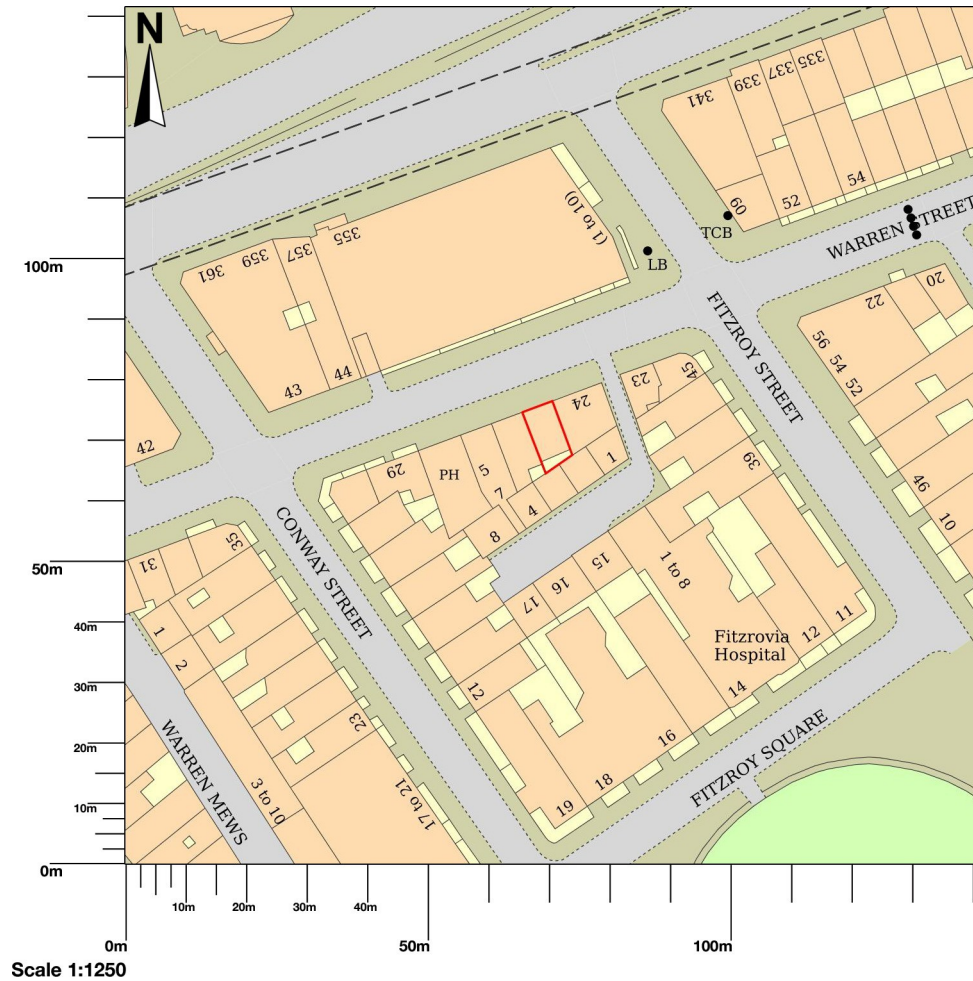 N
341
339
337
335
60
52
54
TCB
WARREN STREET
(1 to 10)
LB
355
357
359
361
100m
43
44
42
FITZROY STREET
22
20
56
54
52
46
10
23
45
24
39
29
PH
5
7
4
1
8
CONWAY STREET
31
35
50m
1
2
40m
15
16
17
1 to 8
Fitzrovia
Hospital
11
12
14
12
16
18
19
FITZROY SQUARE
30m
20m
10m
0m
WARREN MEWS
23
3 to 10
17 to 21
10m
20m
30m
40m
0m
50m
100m
Scale 1:1250